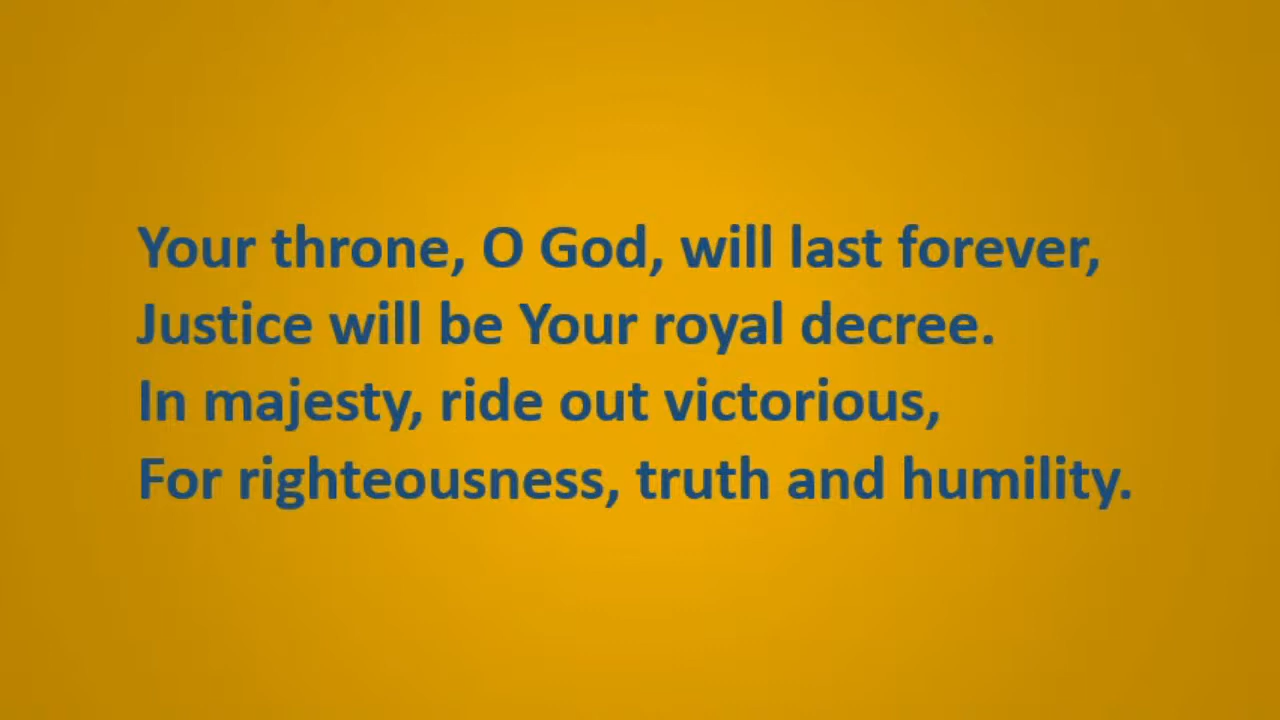 Your throne, O God, will last forever,
Justice will be Your royal decree.
In majesty, ride out victorious,
For righteousness, truth and humility.